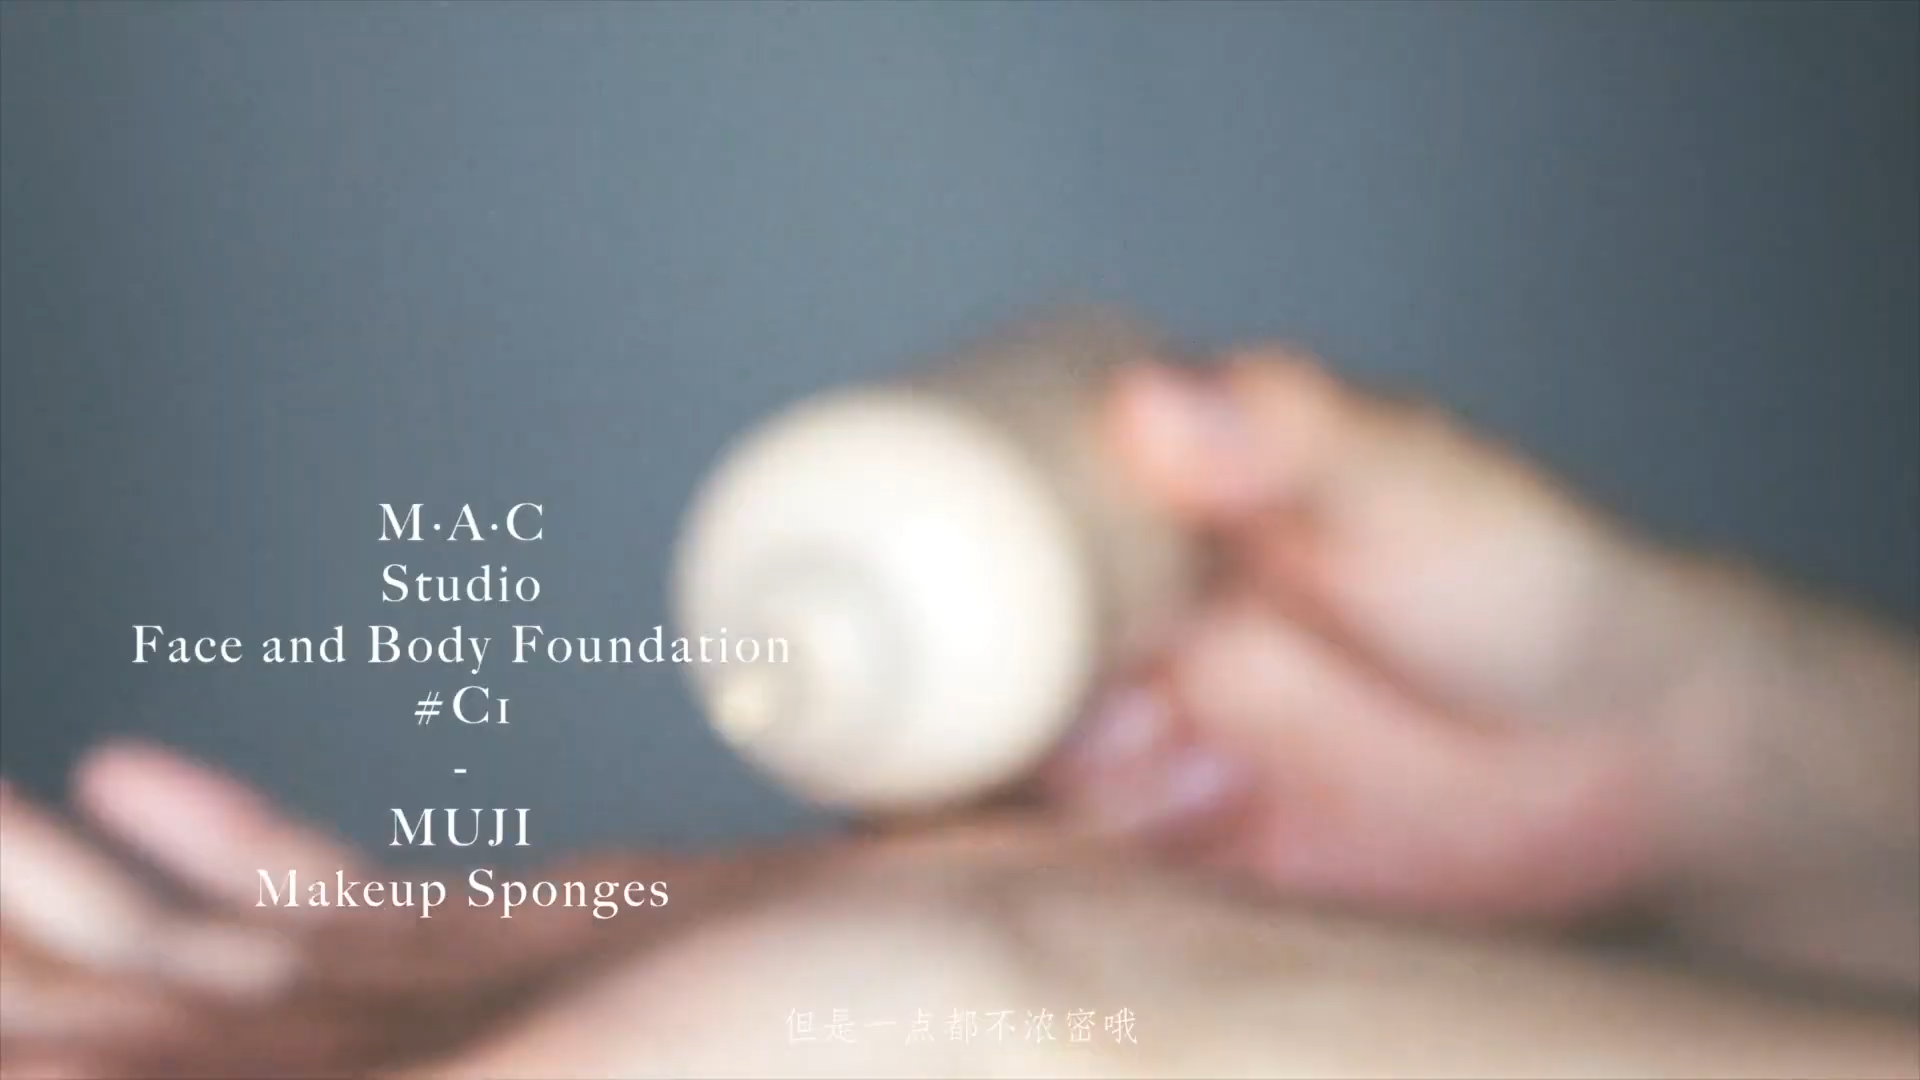 M·A·C
Studio
Face and Body Foundation
#C1
-
MUJI
Makeup Sponges
但是一点都不浓密哦